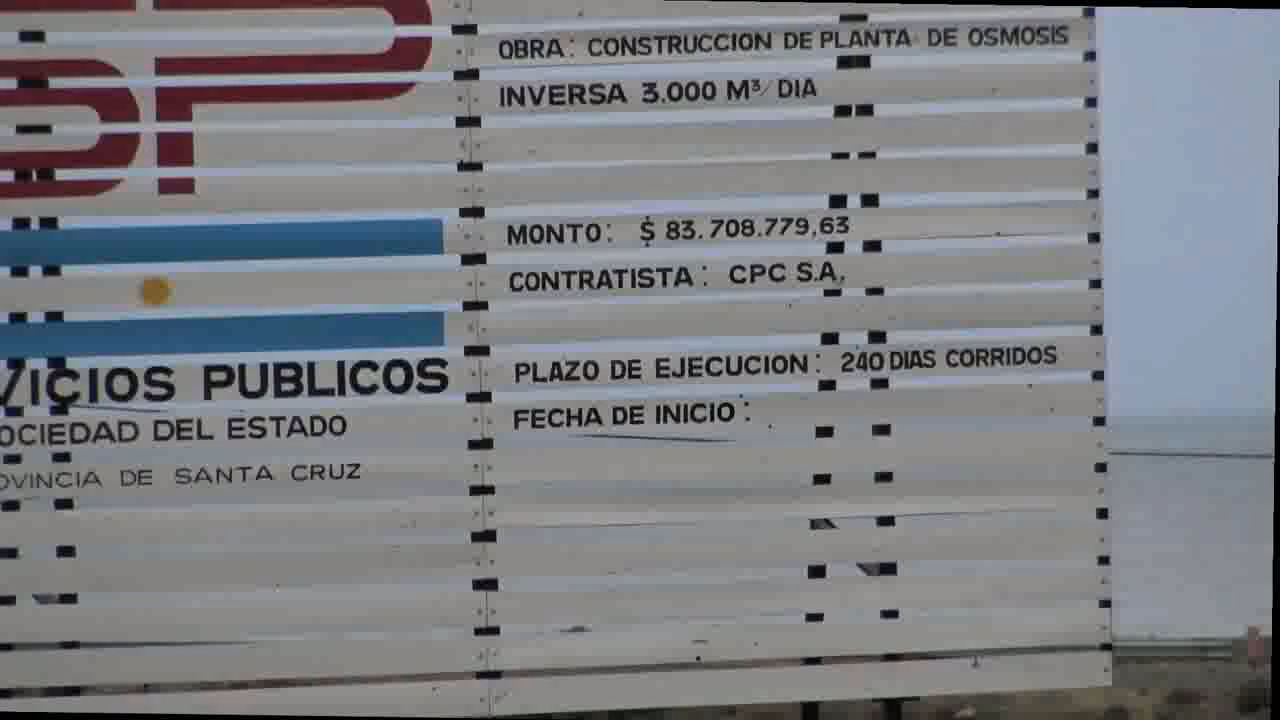 SP
VICIOS PUBLICOS
OCIEDAD DEL ESTADO
OVINCIA DE SANTA CRUZ
OBRA: CONSTRUCCION DE PLANTA DE OSMOSIS
INVERSA 3.000 M³/DIA
MONTO: $ 83.708.779,63
CONTRATISTA: CPC S.A.
PLAZO DE EJECUCION: 240 DIAS CORRIDOS
FECHA DE INICIO: